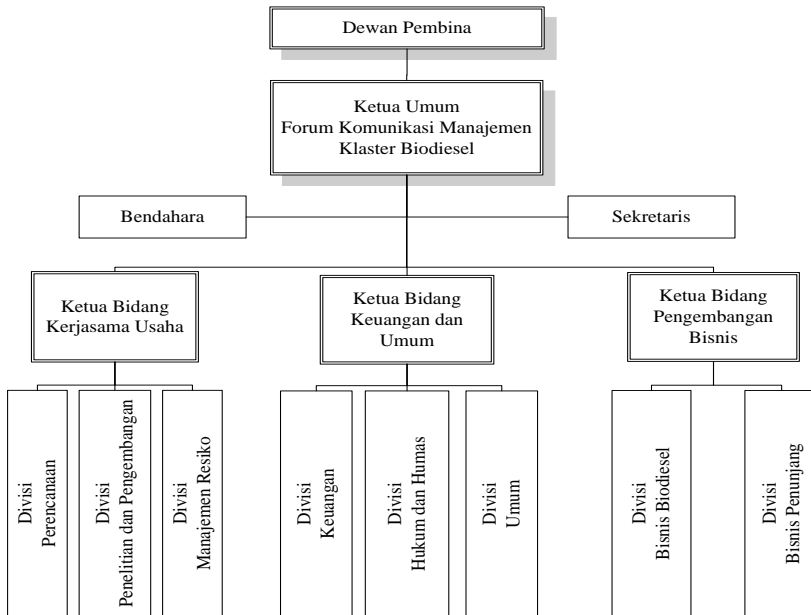 Dewan Pembina
Ketua Umum
Forum Komunikasi Manajemen
Klaster Biodiesel
Bendahara
Sekretaris
Ketua Bidang
Kerjasama Usaha
Ketua Bidang
Keuangan dan
Umum
Ketua Bidang
Pengembangan
Bisnis
Divisi
Perencanaan
Divisi
Penelitian dan Pengembangan
Divisi
Manajemen Resiko
Divisi
Keuangan
Divisi
Hukum dan Humas
Divisi
Umum
Divisi
Bisnis Biodiesel
Divisi
Bisnis Penunjang